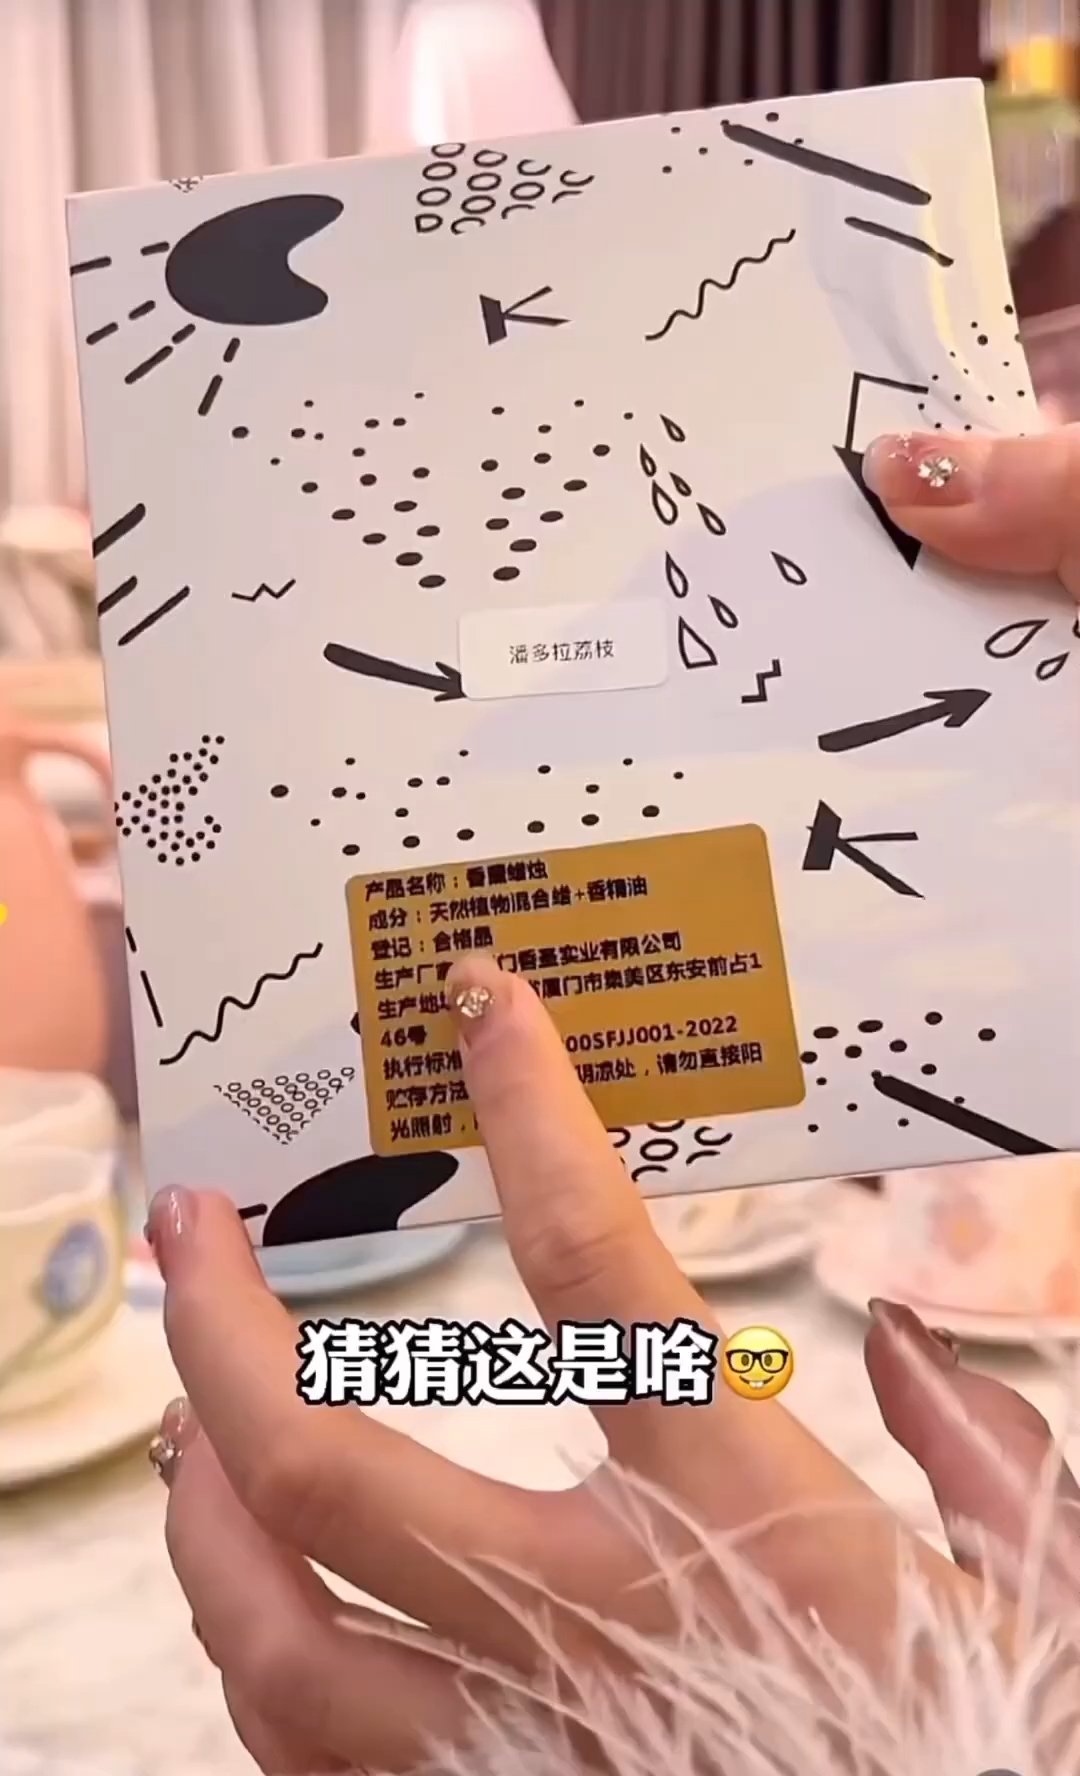 潘多拉荔枝
产品名称：香薰蜡烛
成分：天然植物混合蜡+香精油
登记：合格品
生产厂 门香圣实业有限公司
生产地 厦门市集美区东安前占1
46号
执行标 005FJJ001-2022
贮存方法 阴凉处，请勿直接阳
光照射，
猜猜这是啥🤓